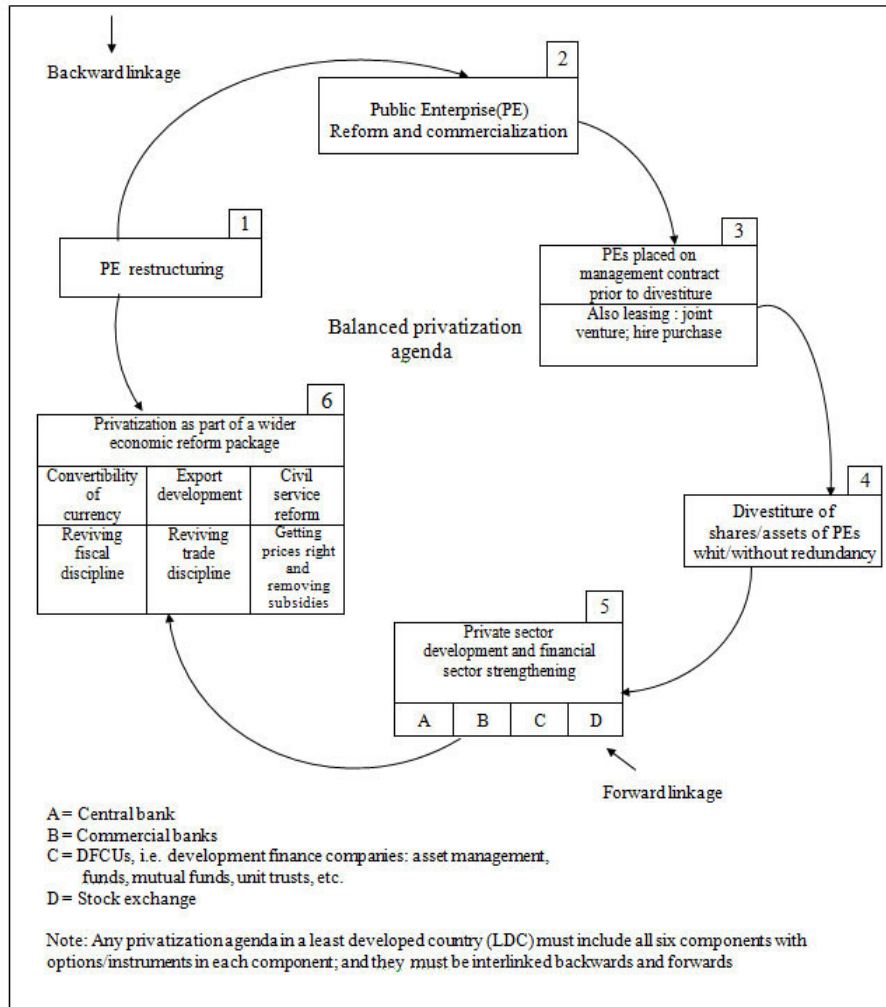 Backward linkage
2
Public Enterprise(PE)
Reform and commercialization
1
PE restructuring
3
PEs placed on
management contract
prior to divestiture
Also leasing : joint
venture; hire purchase
Balanced privatization
agenda
6
Privatization as part of a wider
economic reform package
Convertibility
of
currency
Export
development
Civil
service
reform
Reviving
fiscal
discipline
Reviving
trade
discipline
Getting
prices right
and
removing
subsidies
4
Divestiture of
shares/assets of PEs
whit/without redundancy
5
Private sector
development and financial
sector strengthening
A
B
C
D
Forward linkage
A = Central bank
B = Commercial banks
C = DFCUs, i.e. development finance companies: asset management,
funds, mutual funds, unit trusts, etc.
D = Stock exchange
Note: Any privatization agenda in a least developed country (LDC) must include all six components with
options/instruments in each component; and they must be interlinked backwards and forwards